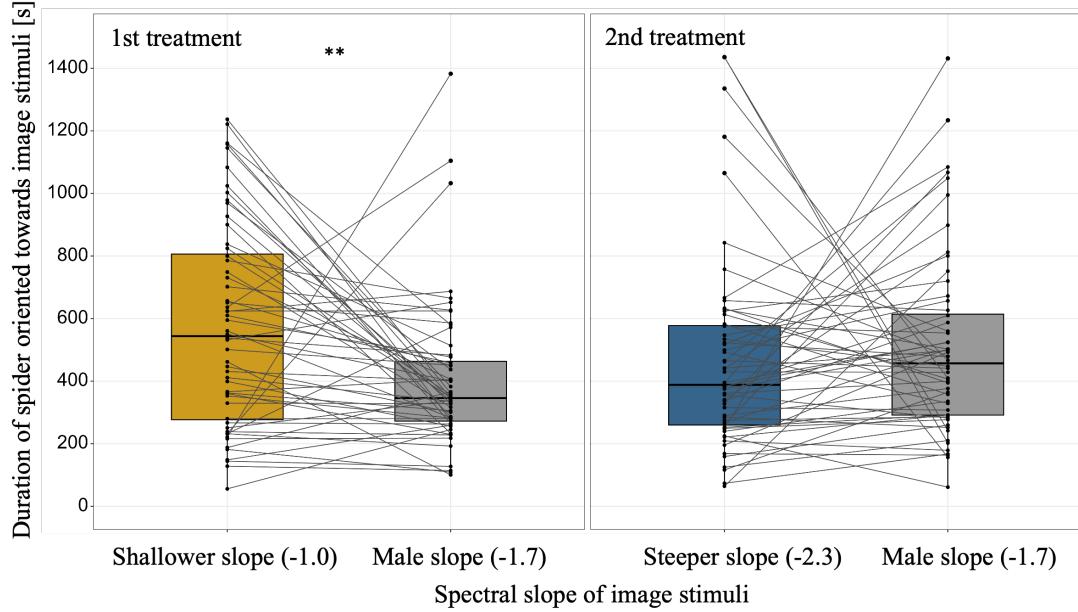 Duration of spider oriented towards image stimuli [s]
1st treatment
**
2nd treatment
1400
1200
1000
800
600
400
200
0
Shallower slope (-1.0)
Male slope (-1.7)
Steeper slope (-2.3)
Male slope (-1.7)
Spectral slope of image stimuli